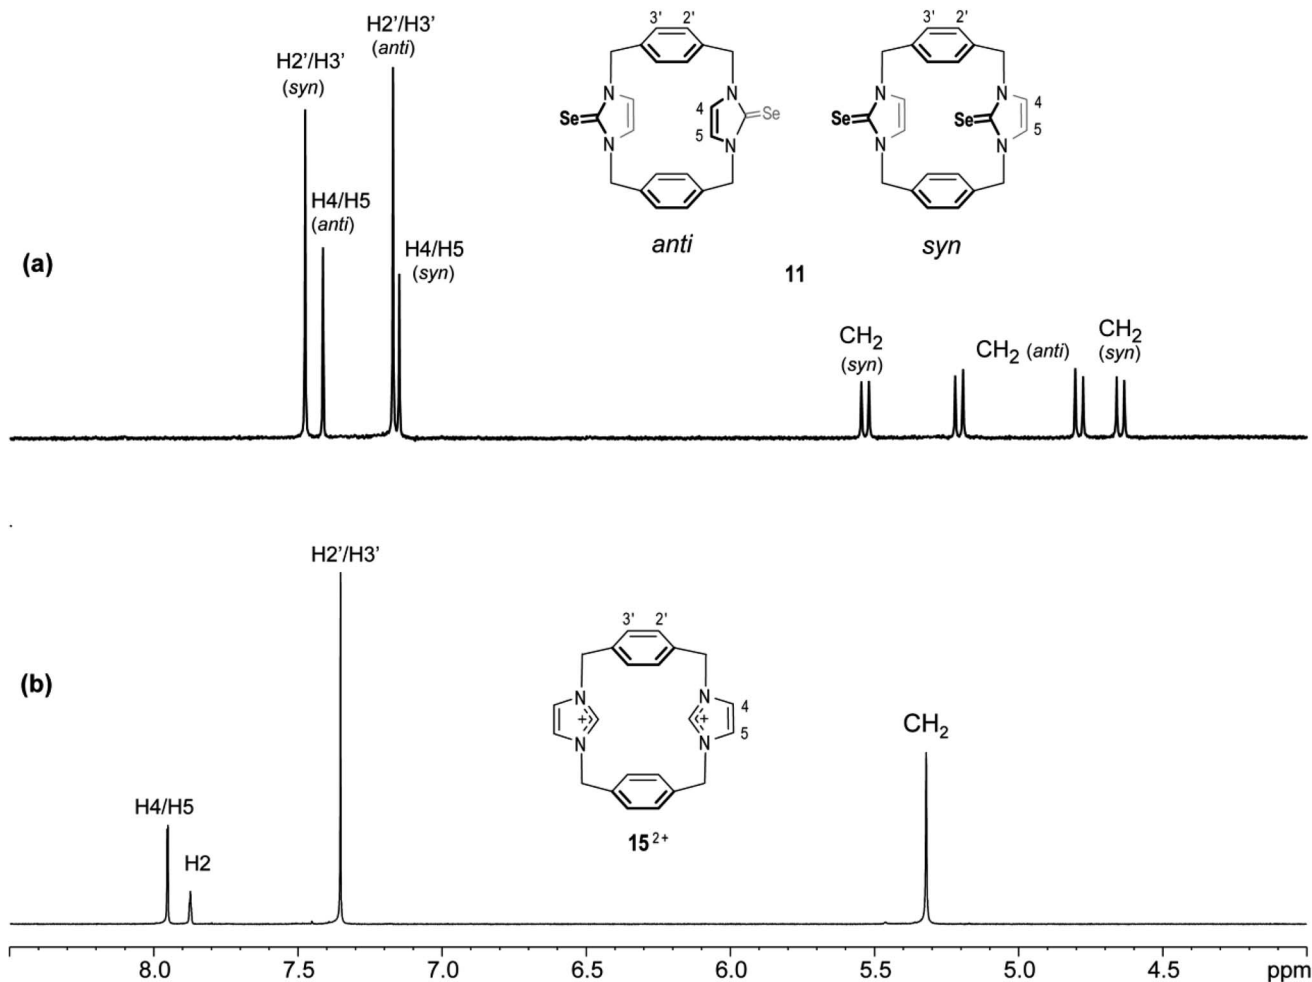 H2'/H3'
(anti)
H2'/H3'
(syn)
H4/H5
(anti)
H4/H5
(syn)
(a)
3' 2'
N N
Se 4 Se
5
N N
anti
3' 2'
N N
Se Se 4
5
N N
syn
11
CH2
(syn)
CH2 (anti)
CH2
(syn)
(b)
H4/H5
H2
H2'/H3'
3' 2'
N N 4
+ +
N N 5
15 2+
CH2
8.0 7.5 7.0 6.5 6.0 5.5 5.0 4.5 ppm